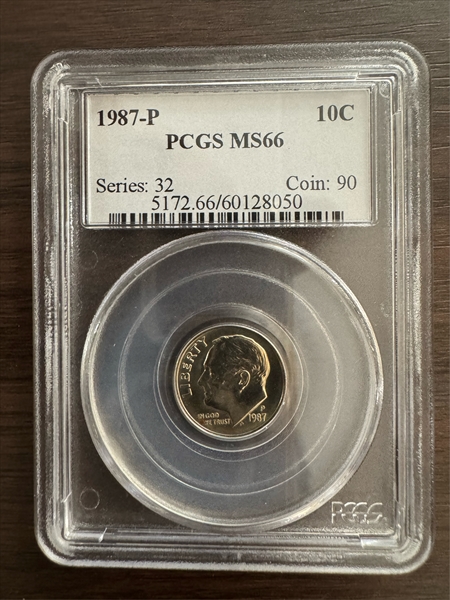 1987-P 10C
PCGS MS66
Series: 32 Coin: 90
5172.66/60128050
LIBERTY
IN GOD
WE TRUST
P
1987
PCGS